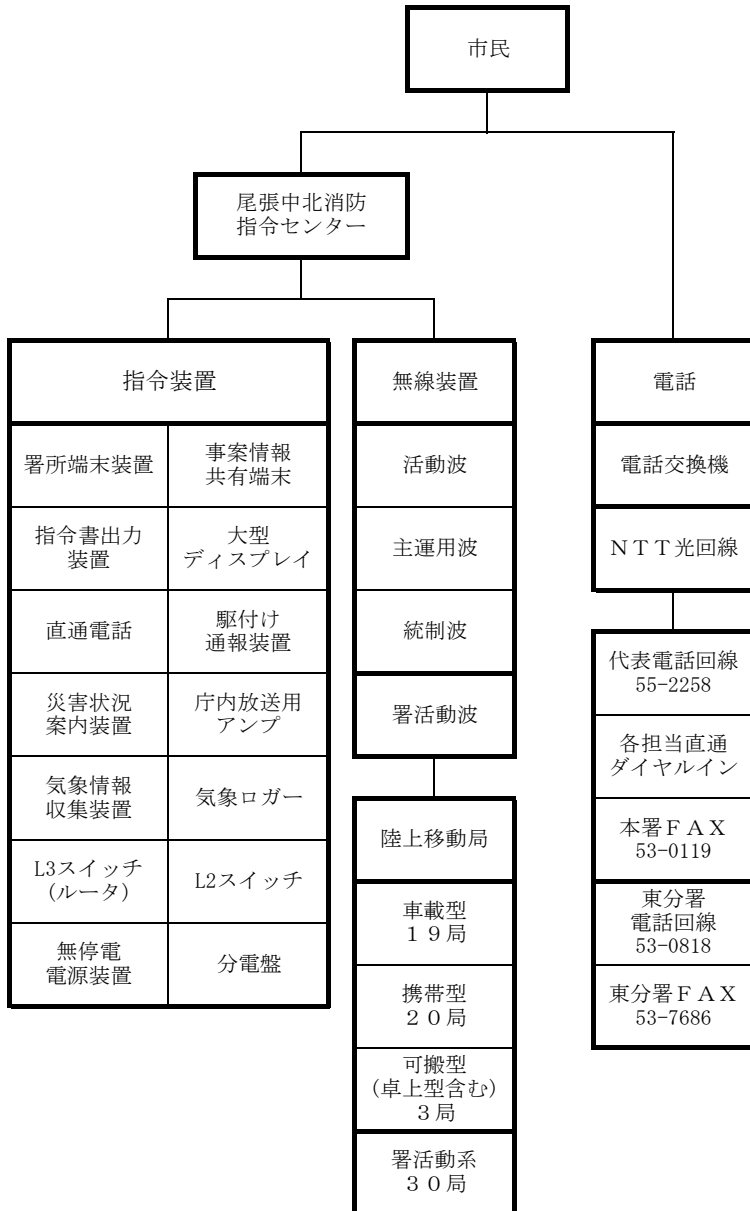 市民
尾張中北消防
指令センター
指令装置
署所端末装置
事案情報
共有端末
指令書出力
装置
大型
ディスプレイ
直通電話
駆付け
通報装置
災害状況
案内装置
庁内放送用
アンプ
気象情報
収集装置
気象ロガー
L3スイッチ
(ルータ)
L2スイッチ
無停電
電源装置
分電盤
無線装置
活動波
主運用波
統制波
署活動波
陸上移動局
車載型
１９局
携帯型
２０局
可搬型
(卓上型含む)
３局
署活動系
３０局
電話
電話交換機
ＮＴＴ光回線
代表電話回線
55-2258
各担当直通
ダイヤルイン
本署ＦＡＸ
53-0119
東分署
電話回線
53-0818
東分署ＦＡＸ
53-7686